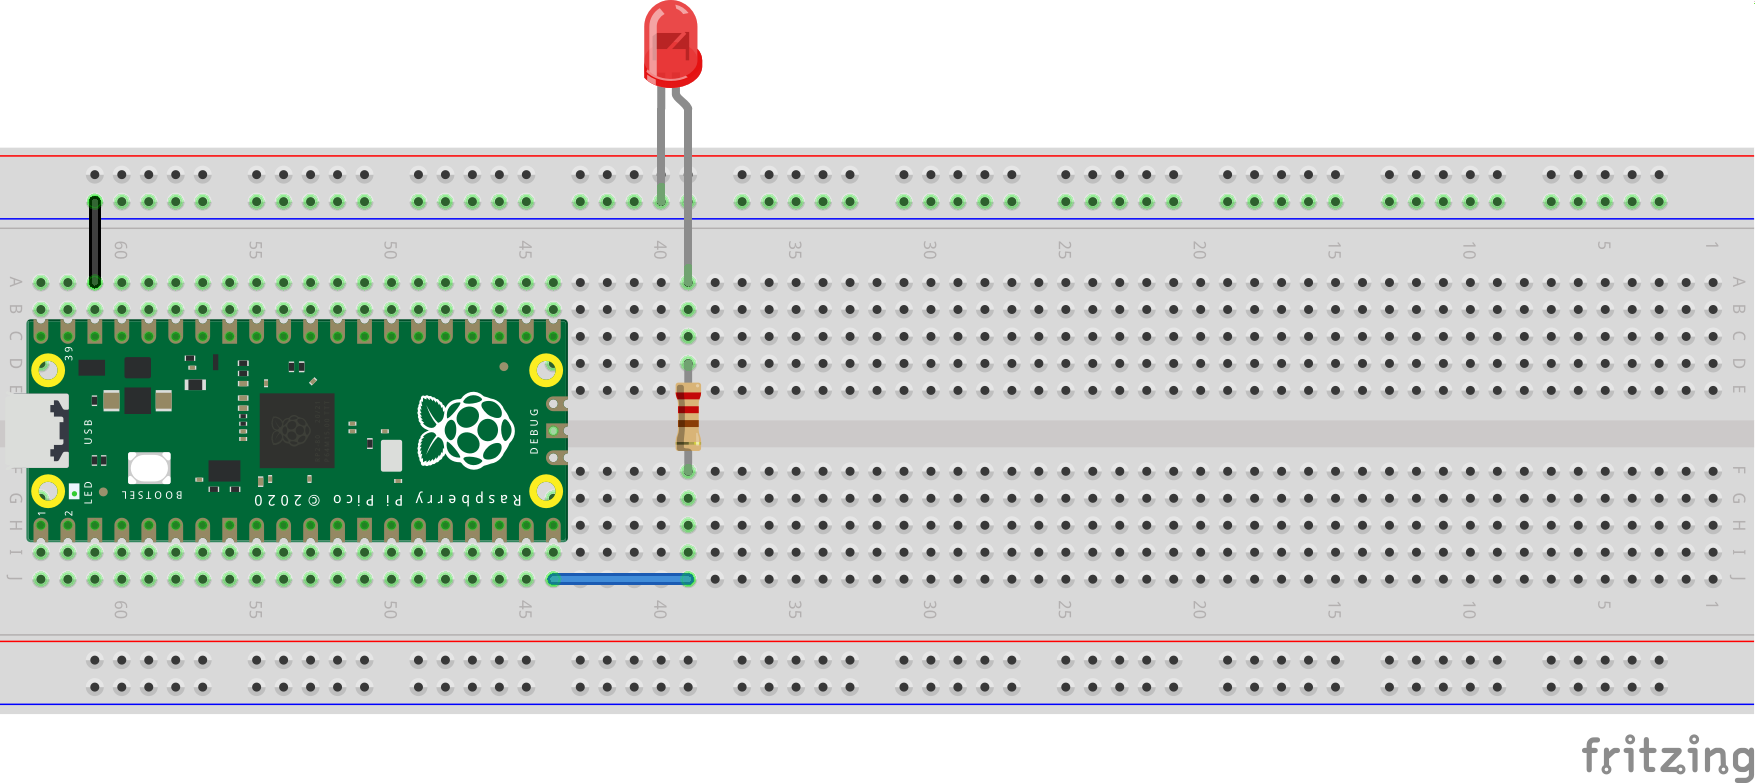 60 55 50 45 40 35 30 25 20 15 10 5 1
A A
B B
C C
D D
E E
39
USB
DEBUG
F F
G G
H H
I I
J J
LED
BOOTSEL
Raspberry Pi Pico © 2020
1 2
60 55 50 45 40 35 30 25 20 15 10 5 1
fritzing